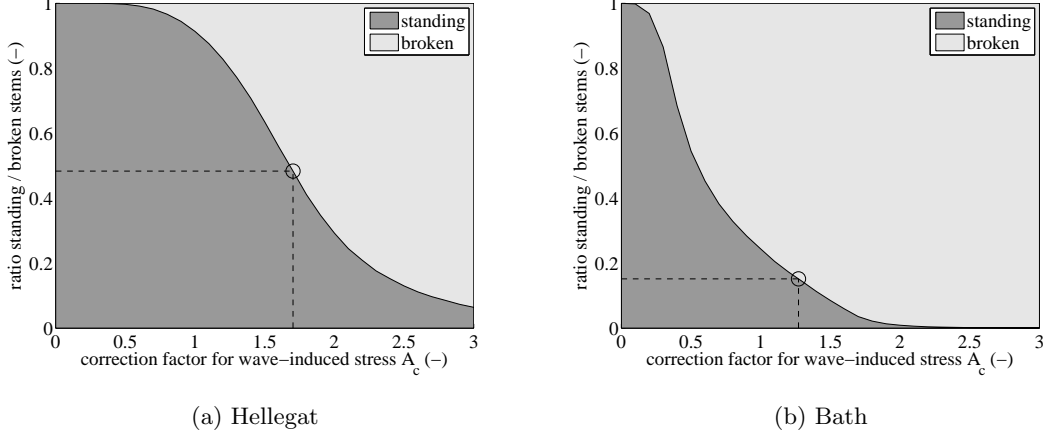 ratio standing / broken stems (−)
1
0.8
0.6
0.4
0.2
0
0 0.5 1 1.5 2 2.5 3
correction factor for wave−induced stress A_c (−)
standing
broken
(a) Hellegat
ratio standing / broken stems (−)
1
0.8
0.6
0.4
0.2
0
0 0.5 1 1.5 2 2.5 3
correction factor for wave−induced stress A_c (−)
standing
broken
(b) Bath